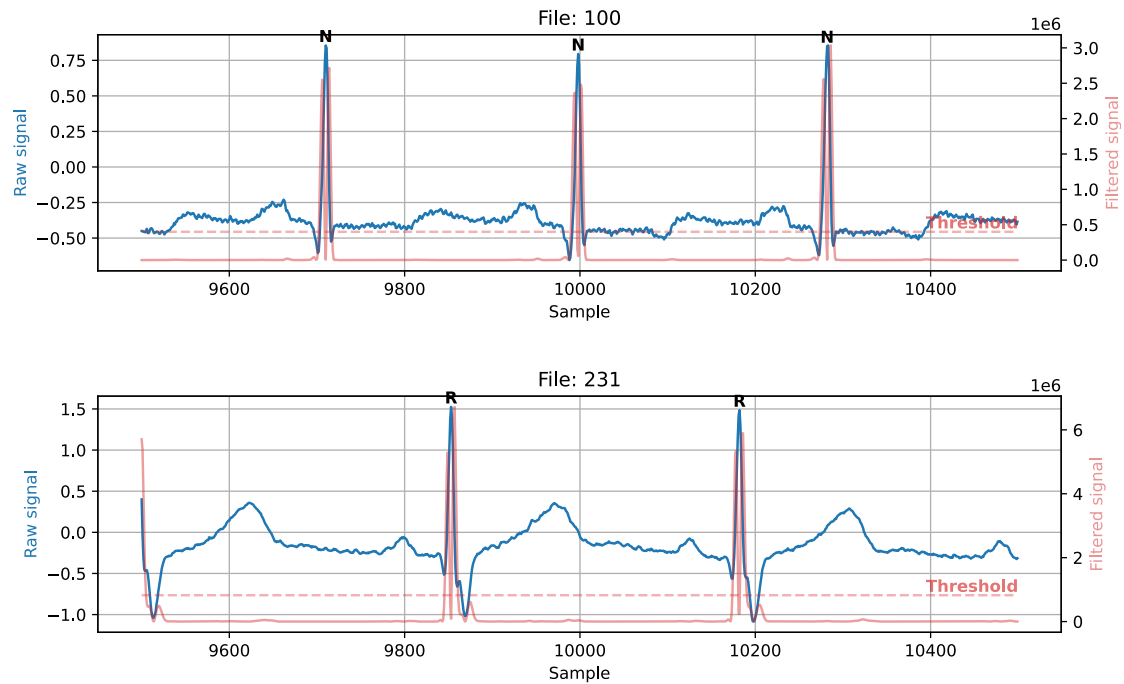 File: 100
1e6
N
N
N
0.75
0.50
0.25
0.00
−0.25
−0.50
Raw signal
3.0
2.5
2.0
1.5
1.0
0.5
0.0
Filtered signal
Threshold
9600
9800
10000
10200
10400
Sample
File: 231
1e6
R
R
1.5
1.0
0.5
0.0
−0.5
−1.0
Raw signal
6
4
2
0
Filtered signal
Threshold
9600
9800
10000
10200
10400
Sample